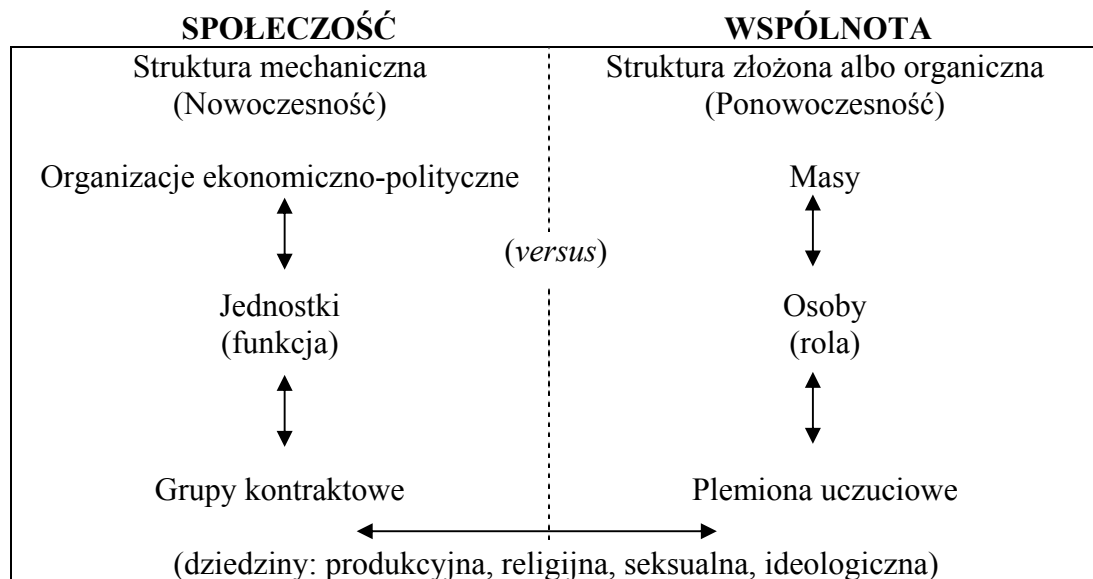 SPOŁECZOŚĆ WSPÓLNOTA
Struktura mechaniczna Struktura złożona albo organiczna
(Nowoczesność) (Ponowoczesność)
Organizacje ekonomiczno-polityczne Masy
(versus)
Jednostki Osoby
(funkcja) (rola)
Grupy kontraktowe Plemiona uczuciowe
(dziedziny: produkcyjna, religijna, seksualna, ideologiczna)